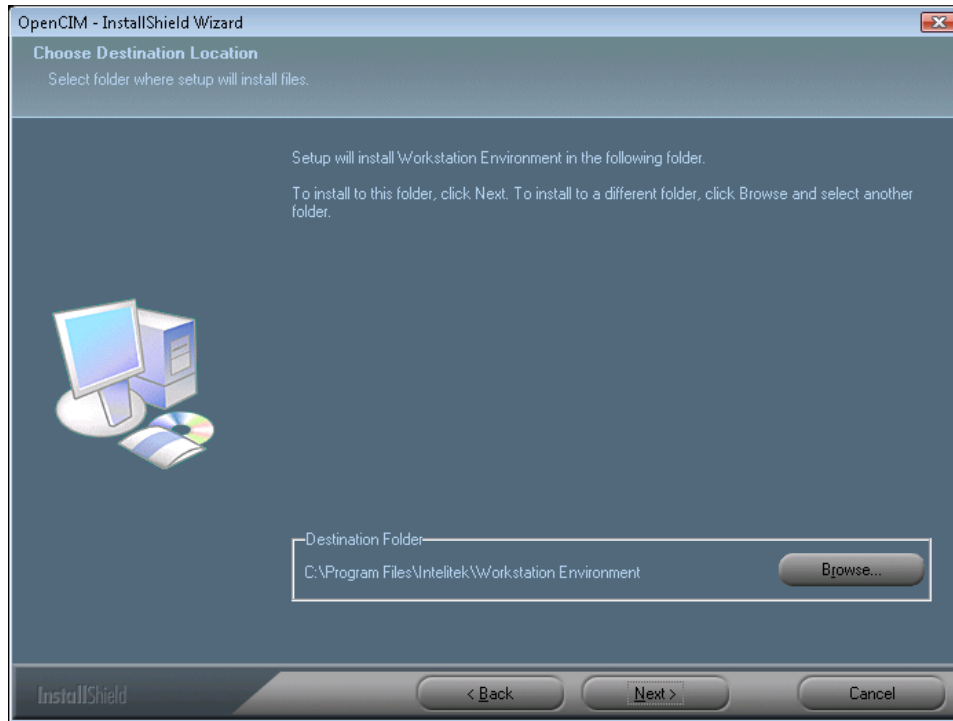 OpenCIM - InstallShield Wizard
Choose Destination Location
Select folder where setup will install files.
Setup will install Workstation Environment in the following folder.
To install to this folder, click Next. To install to a different folder, click Browse and select another
folder.
Destination Folder
C:\Program Files\Intelitek\Workstation Environment
Browse...
InstallShield
< Back
Next >
Cancel